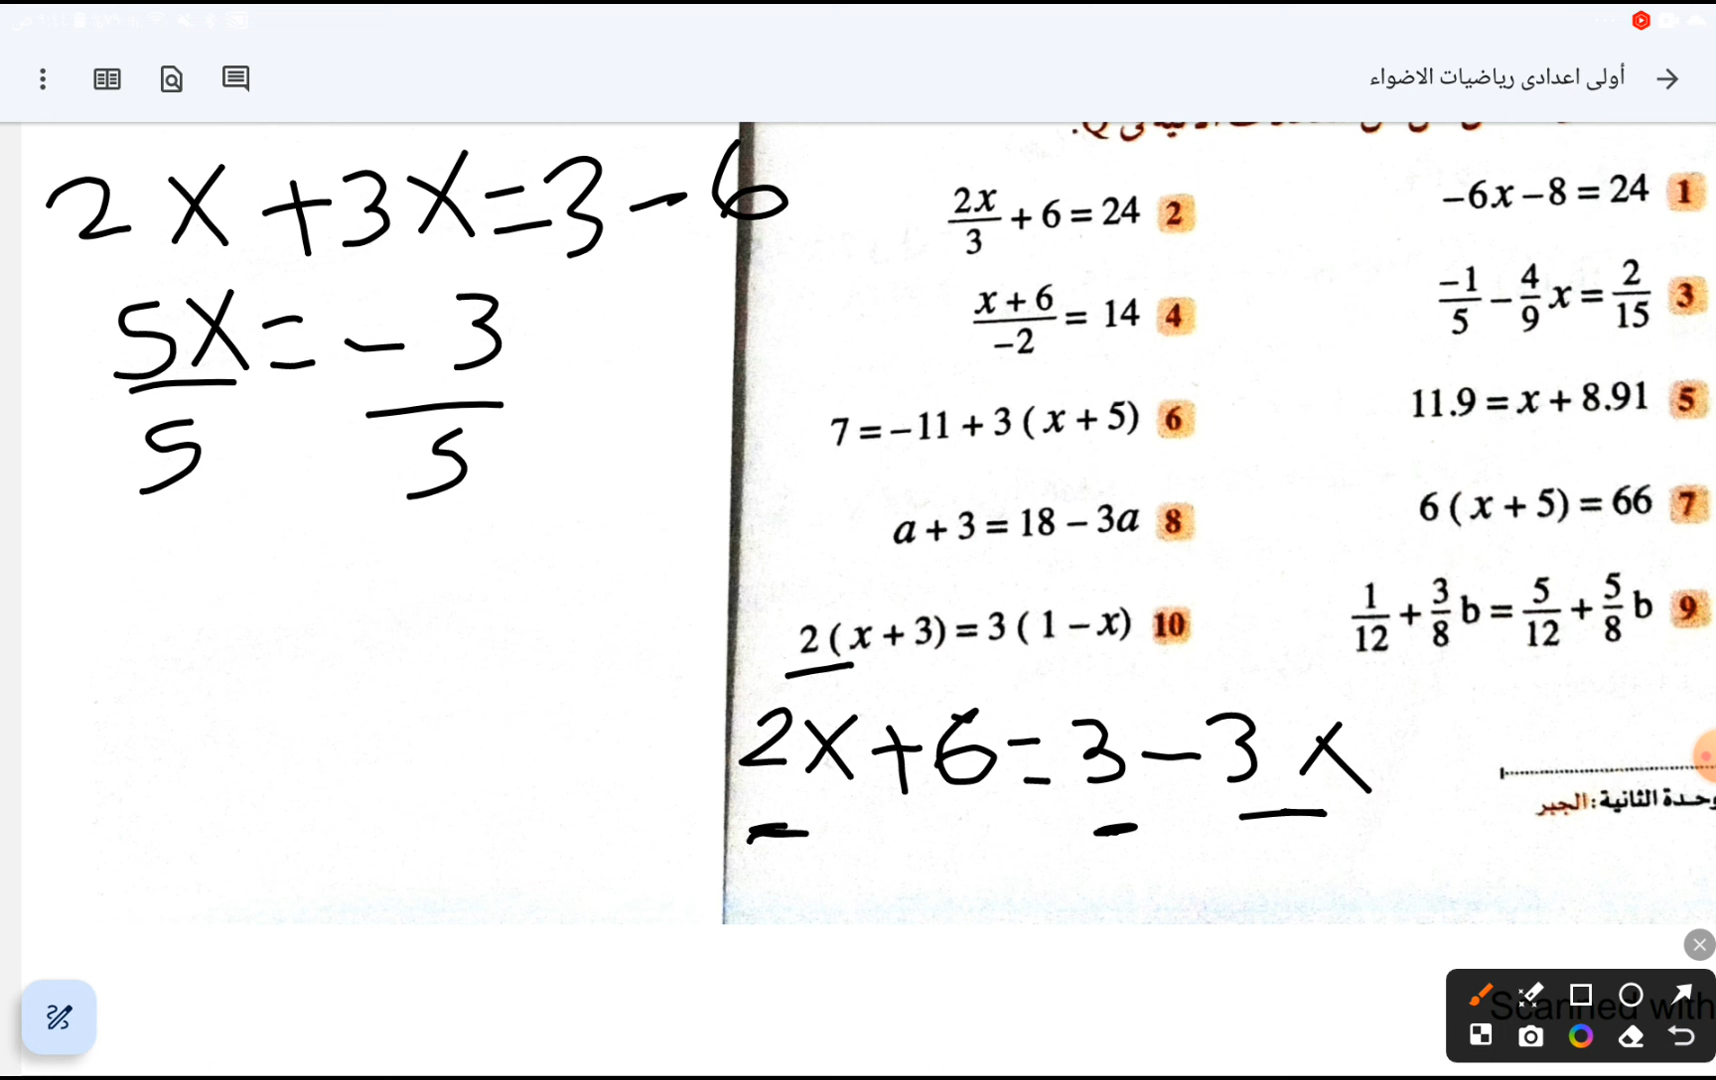 أولى اعدادى رياضيات الاضواء
1 -6x - 8 = 24
2 2x/3 + 6 = 24
3 -1/5 - 4/9 x = 2/15
4 x + 6/-2 = 14
5 11.9 = x + 8.91
6 7 = -11 + 3 (x + 5)
7 6 (x + 5) = 66
8 a + 3 = 18 - 3a
9 1/12 + 3/8 b = 5/12 + 5/8 b
10 2 (x + 3) = 3 (1 - x)
2x + 6 = 3 - 3x
2x + 3x = 3 - 6
5x = - 3
5 5
الثانية : الجبر
Scanned with